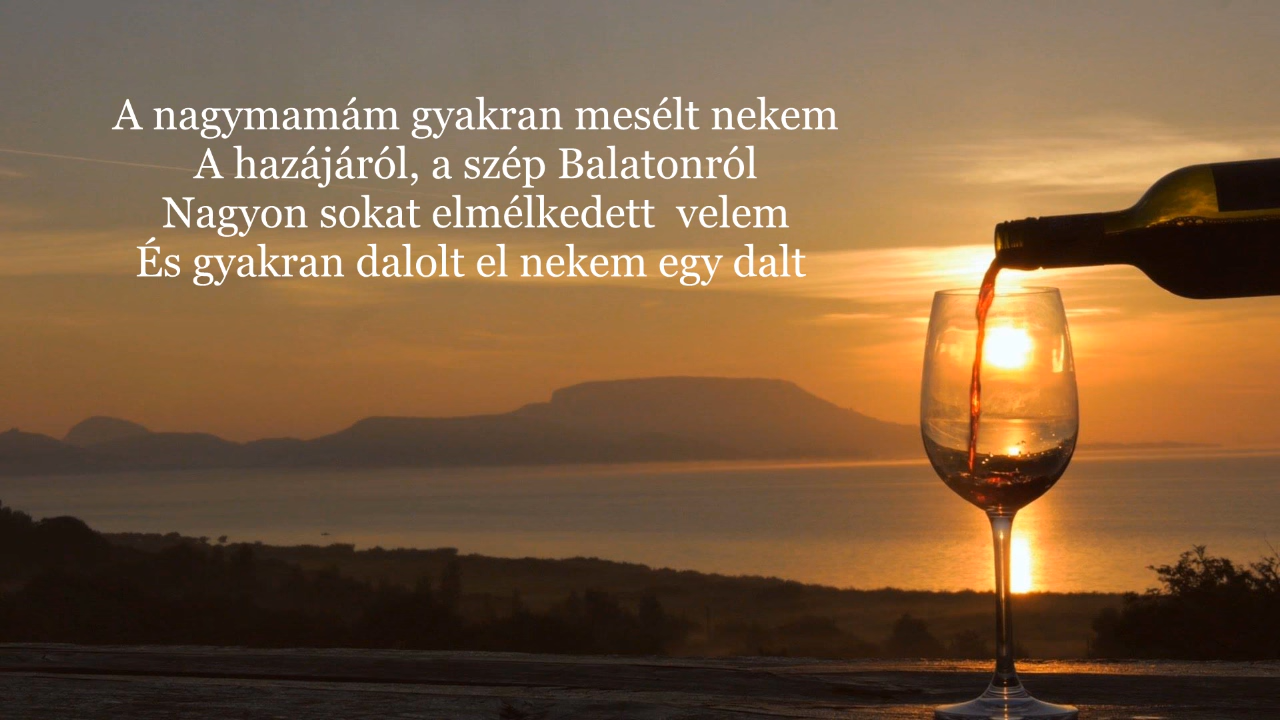 A nagymamám gyakran mesélt nekem
A hazájáról, a szép Balatonról
Nagyon sokat elmélkedett  velem
És gyakran dalolt el nekem egy dalt